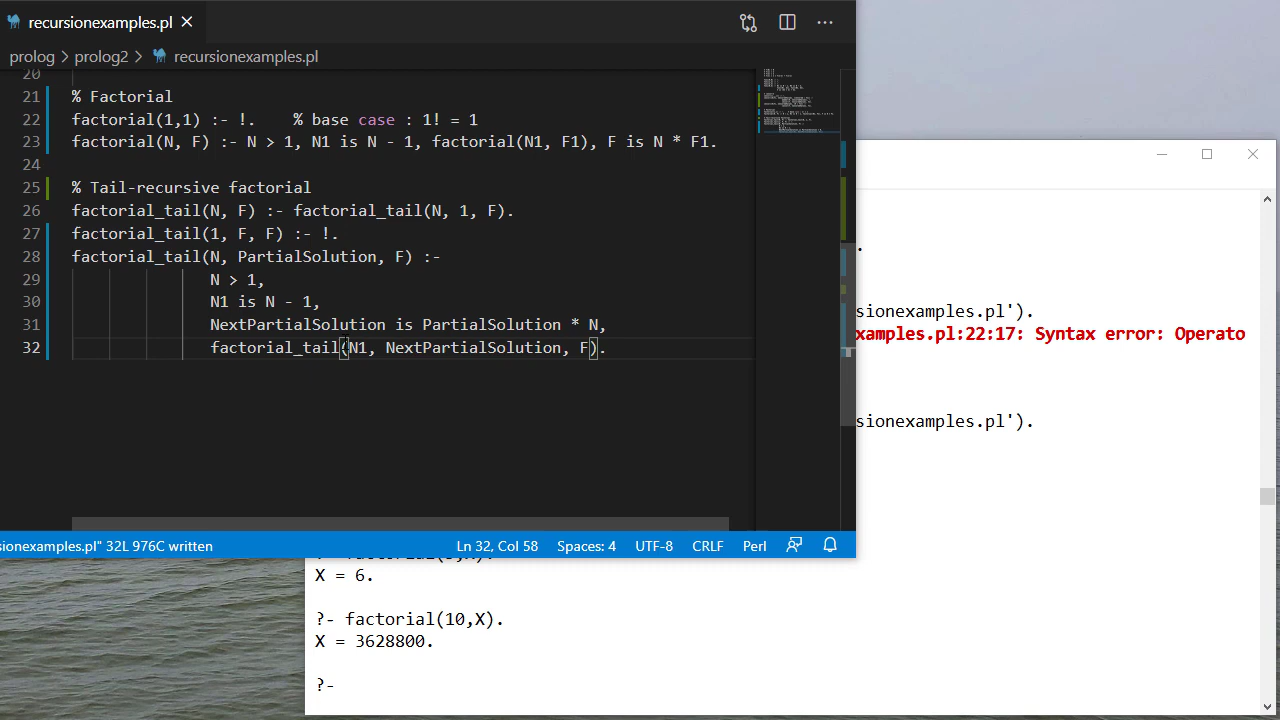 recursionexamples.pl
prolog > prolog2 > recursionexamples.pl
20
21 % Factorial
22 factorial(1,1) :- !. % base case : 1! = 1
23 factorial(N, F) :- N > 1, N1 is N - 1, factorial(N1, F1), F is N * F1.
24
25 % Tail-recursive factorial
26 factorial_tail(N, F) :- factorial_tail(N, 1, F).
27 factorial_tail(1, F, F) :- !.
28 factorial_tail(N, PartialSolution, F) :-
29 N > 1,
30 N1 is N - 1,
31 NextPartialSolution is PartialSolution * N,
32 factorial_tail(N1, NextPartialSolution, F).
sionexamples.pl" 32L 976C written Ln 32, Col 58 Spaces: 4 UTF-8 CRLF Perl
.
sionexamples.pl').
xamples.pl:22:17: Syntax error: Operato
sionexamples.pl').
X = 6.
?- factorial(10,X).
X = 3628800.
?-